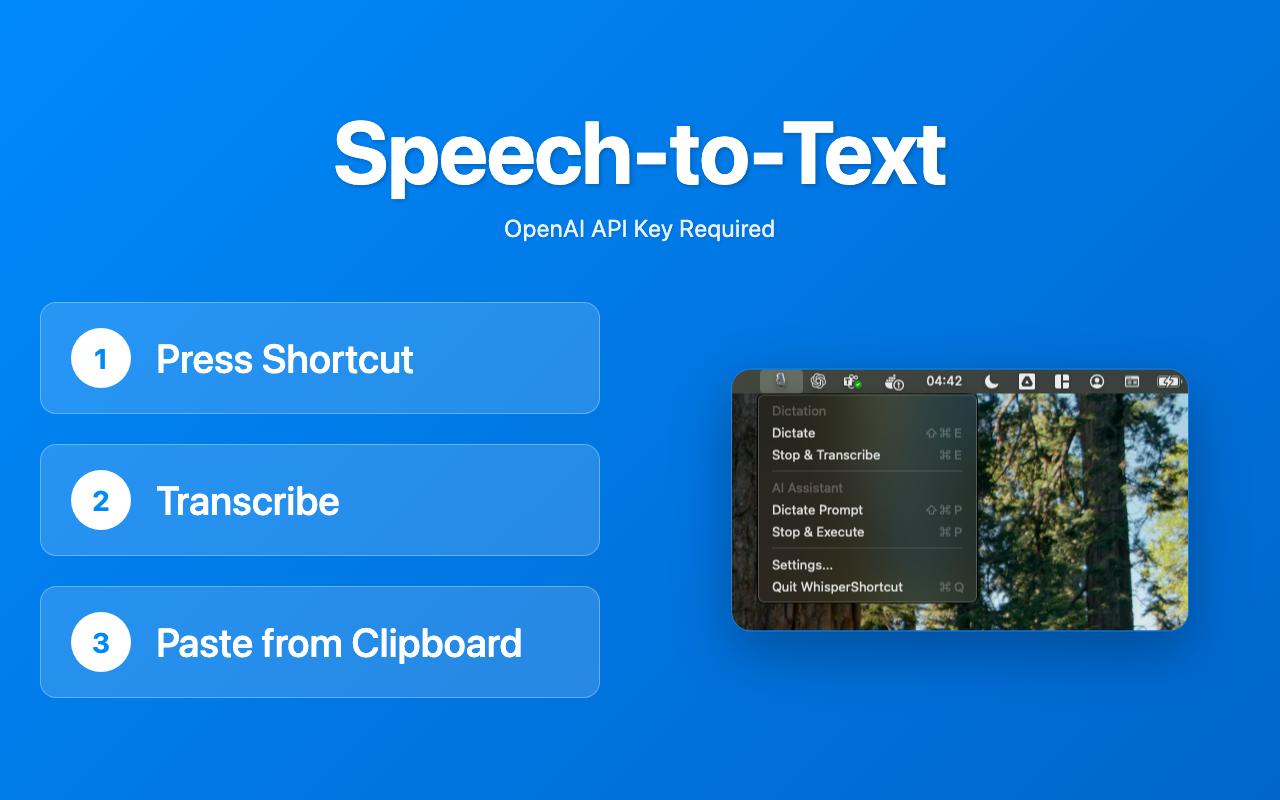 Speech-to-Text
OpenAI API Key Required
1 Press Shortcut
2 Transcribe
3 Paste from Clipboard
04:42
Dictation
Dictate ⇧⌘E
Stop & Transcribe ⌘E
AI Assistant
Dictate Prompt ⇧⌘P
Stop & Execute ⌘P
Settings...
Quit WhisperShortcut ⌘Q